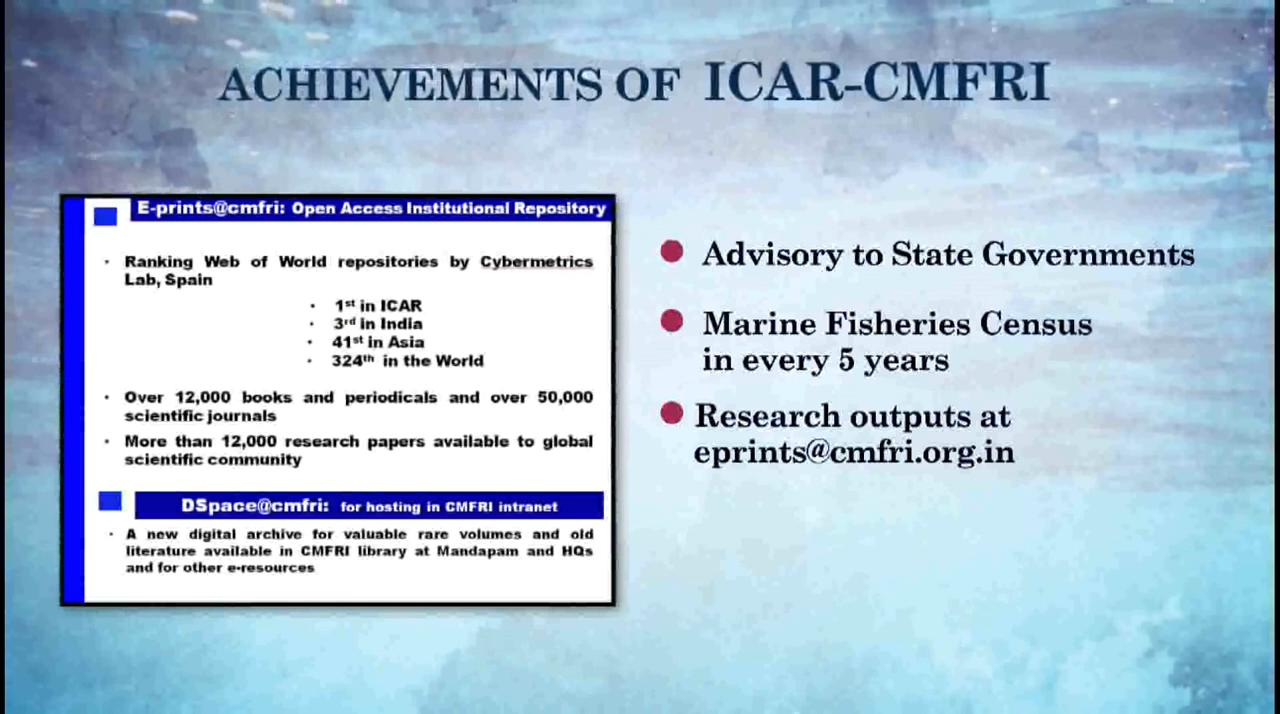 ACHIEVEMENTS OF ICAR-CMFRI
E-prints@cmfri: Open Access Institutional Repository
· Ranking Web of World repositories by Cybermetrics
Lab, Spain
· 1st in ICAR
· 3rd in India
· 41st in Asia
· 324th in the World
· Over 12,000 books and periodicals and over 50,000
scientific journals
· More than 12,000 research papers available to global
scientific community
DSpace@cmfri: for hosting in CMFRI intranet
· A new digital archive for valuable rare volumes and old
literature available in CMFRI library at Mandapam and HQs
and for other e-resources
● Advisory to State Governments
● Marine Fisheries Census
in every 5 years
● Research outputs at
eprints@cmfri.org.in